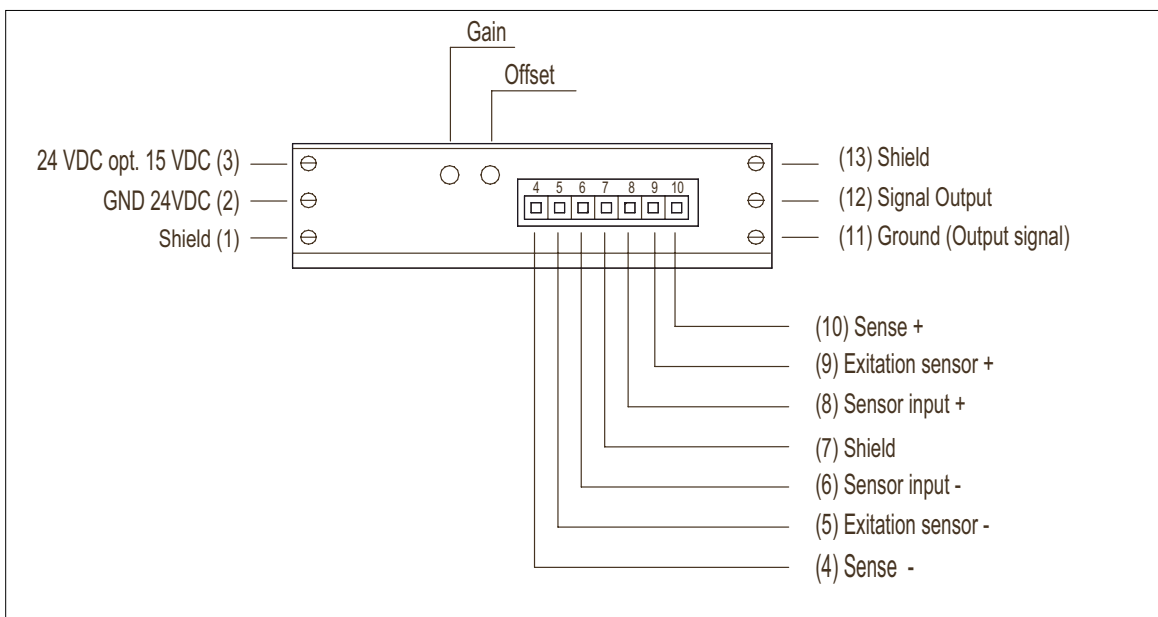 Gain
Offset
24 VDC opt. 15 VDC (3)
GND 24VDC (2)
Shield (1)
4 5 6 7 8 9 10
(13) Shield
(12) Signal Output
(11) Ground (Output signal)
(10) Sense +
(9) Exitation sensor +
(8) Sensor input +
(7) Shield
(6) Sensor input -
(5) Exitation sensor -
(4) Sense -